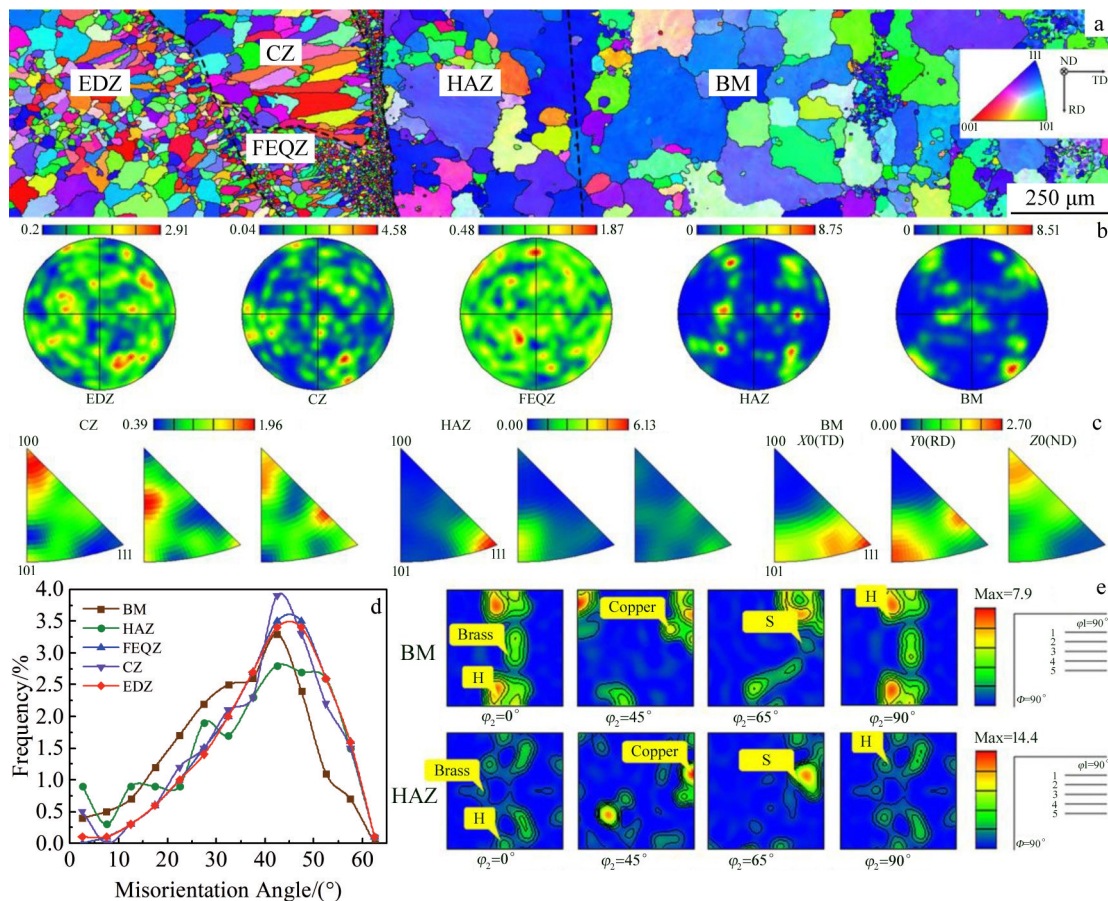 a
EDZ
CZ
FEQZ
HAZ
BM
111
001
101
ND
TD
RD
250 μm
b
0.2 2.91
0.04 4.58
0.48 1.87
0 8.75
0 8.51
EDZ
CZ
FEQZ
HAZ
BM
c
CZ 0.39 1.96
HAZ 0.00 6.13
BM 0.00 2.70
X0(TD) Y0(RD) Z0(ND)
100
100
100
101
111
101
111
101
111
d
4.0
3.5
3.0
2.5
2.0
1.5
1.0
0.5
0.0
Frequency/%
BM
HAZ
FEQZ
CZ
EDZ
0 10 20 30 40 50 60
Misorientation Angle/(°)
e
BM
Brass
H
Copper
S
H
φ2=0°
φ2=45°
φ2=65°
φ2=90°
Max=7.9
φ1=90°
1
2
3
4
5
Φ=90°
HAZ
Brass
H
Copper
S
H
φ2=0°
φ2=45°
φ2=65°
φ2=90°
Max=14.4
φ1=90°
1
2
3
4
5
Φ=90°